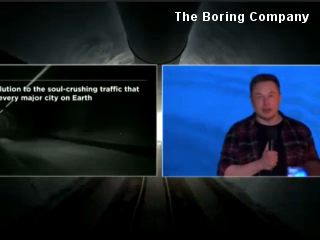 The Boring Company
lution to the soul-crushing traffic that
every major city on Earth